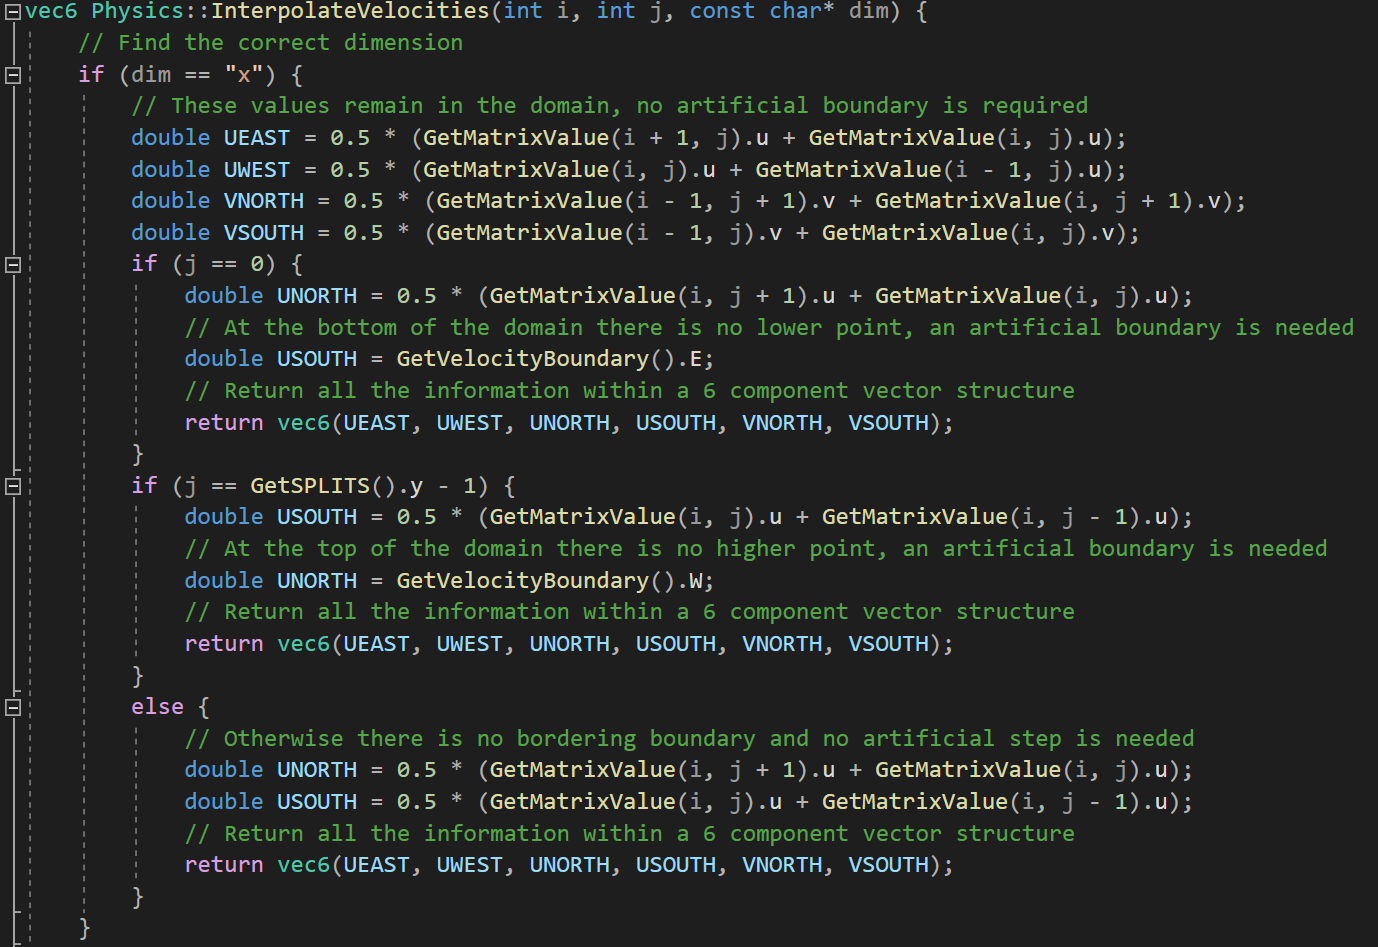 vec6 Physics::InterpolateVelocities(int i, int j, const char* dim) {
    // Find the correct dimension
    if (dim == "x") {
        // These values remain in the domain, no artificial boundary is required
        double UEAST = 0.5 * (GetMatrixValue(i + 1, j).u + GetMatrixValue(i, j).u);
        double UWEST = 0.5 * (GetMatrixValue(i, j).u + GetMatrixValue(i - 1, j).u);
        double VNORTH = 0.5 * (GetMatrixValue(i - 1, j + 1).v + GetMatrixValue(i, j + 1).v);
        double VSOUTH = 0.5 * (GetMatrixValue(i - 1, j).v + GetMatrixValue(i, j).v);
        if (j == 0) {
            double UNORTH = 0.5 * (GetMatrixValue(i, j + 1).u + GetMatrixValue(i, j).u);
            // At the bottom of the domain there is no lower point, an artificial boundary is needed
            double USOUTH = GetVelocityBoundary().E;
            // Return all the information within a 6 component vector structure
            return vec6(UEAST, UWEST, UNORTH, USOUTH, VNORTH, VSOUTH);
        }
        if (j == GetSPLITS().y - 1) {
            double USOUTH = 0.5 * (GetMatrixValue(i, j).u + GetMatrixValue(i, j - 1).u);
            // At the top of the domain there is no higher point, an artificial boundary is needed
            double UNORTH = GetVelocityBoundary().W;
            // Return all the information within a 6 component vector structure
            return vec6(UEAST, UWEST, UNORTH, USOUTH, VNORTH, VSOUTH);
        }
        else {
            // Otherwise there is no bordering boundary and no artificial step is needed
            double UNORTH = 0.5 * (GetMatrixValue(i, j + 1).u + GetMatrixValue(i, j).u);
            double USOUTH = 0.5 * (GetMatrixValue(i, j).u + GetMatrixValue(i, j - 1).u);
            // Return all the information within a 6 component vector structure
            return vec6(UEAST, UWEST, UNORTH, USOUTH, VNORTH, VSOUTH);
        }
    }